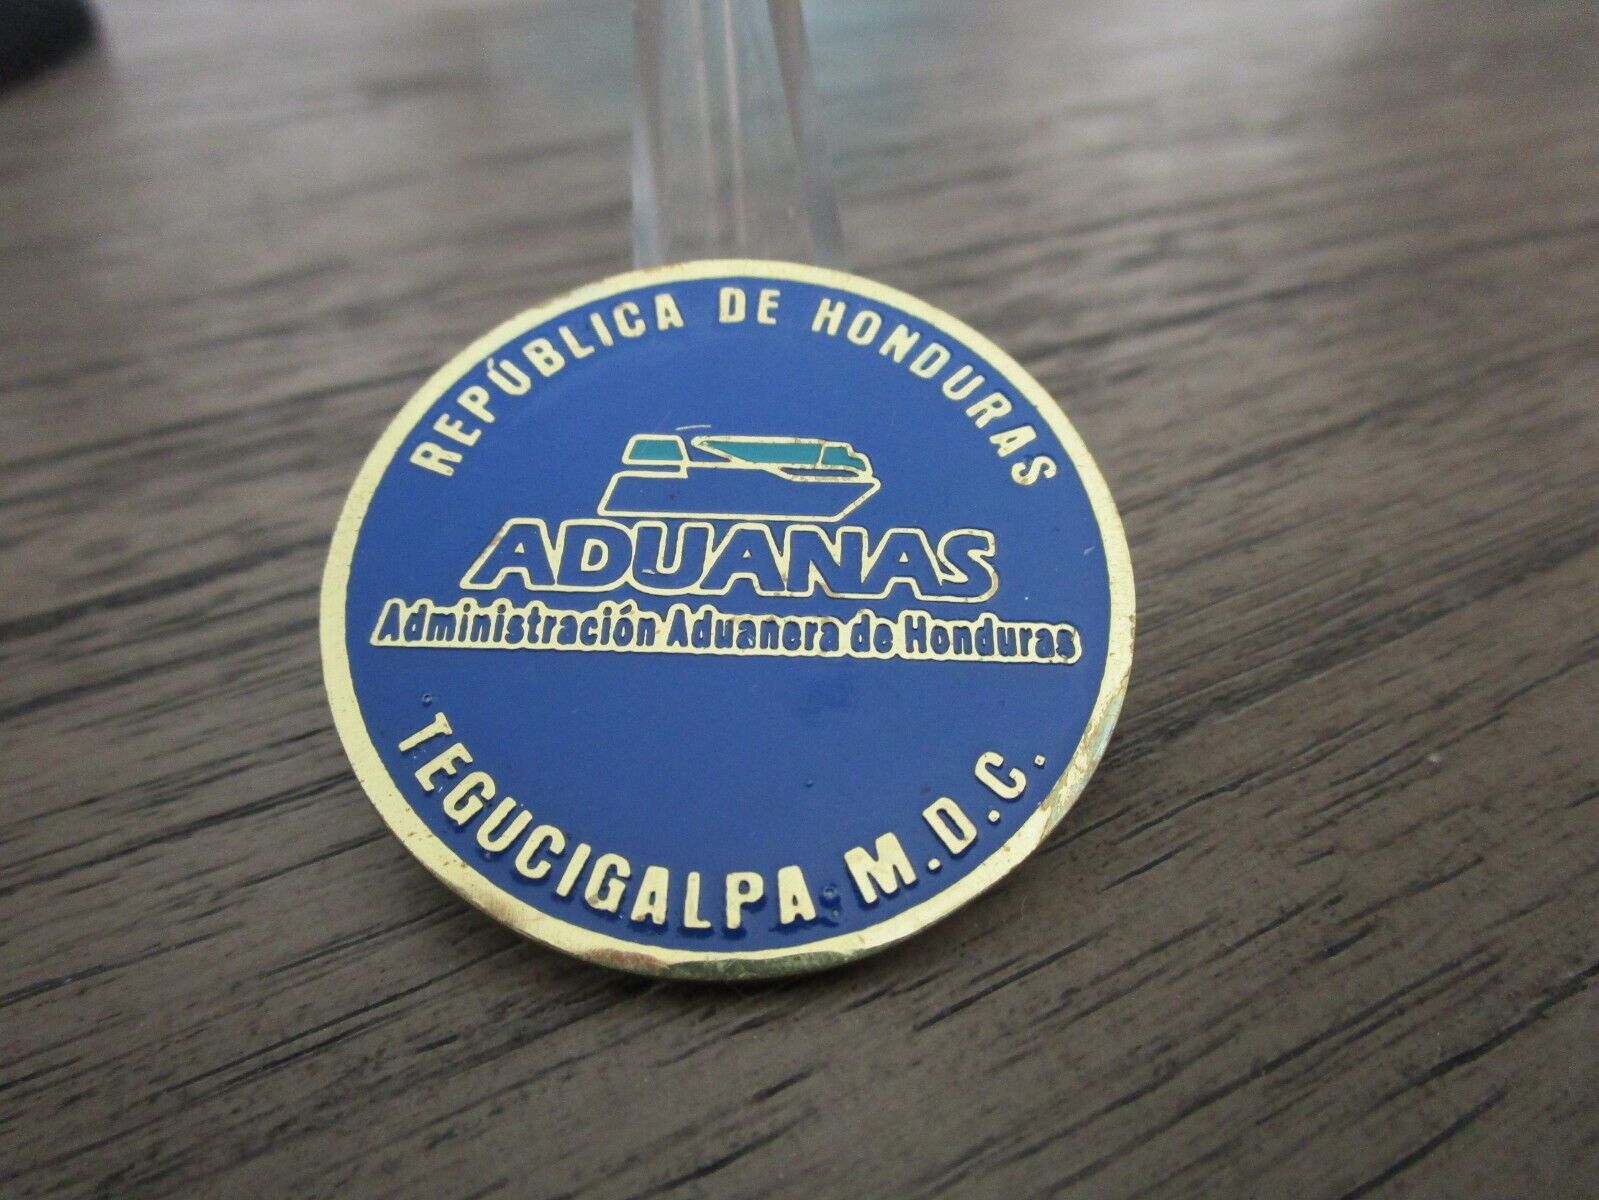 REPÚBLICA DE HONDURAS
ADUANAS
Administración Aduanera de Honduras
TEGUCIGALPA M.D.C.